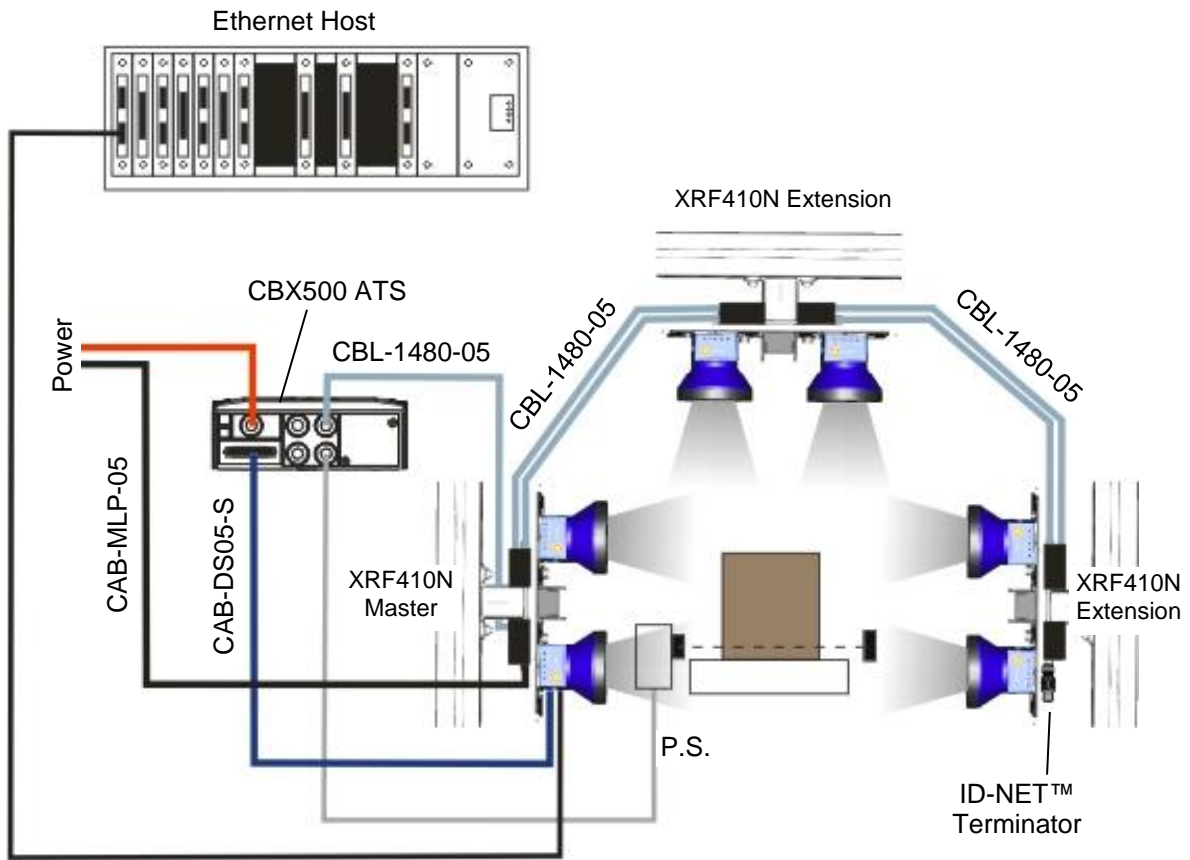 Ethernet Host
XRF410N Extension
CBX500 ATS
Power
CBL-1480-05
CBL-1480-05
CBL-1480-05
CAB-MLP-05
CAB-DS05-S
XRF410N
Master
XRF410N
Extension
P.S.
ID-NET™
Terminator